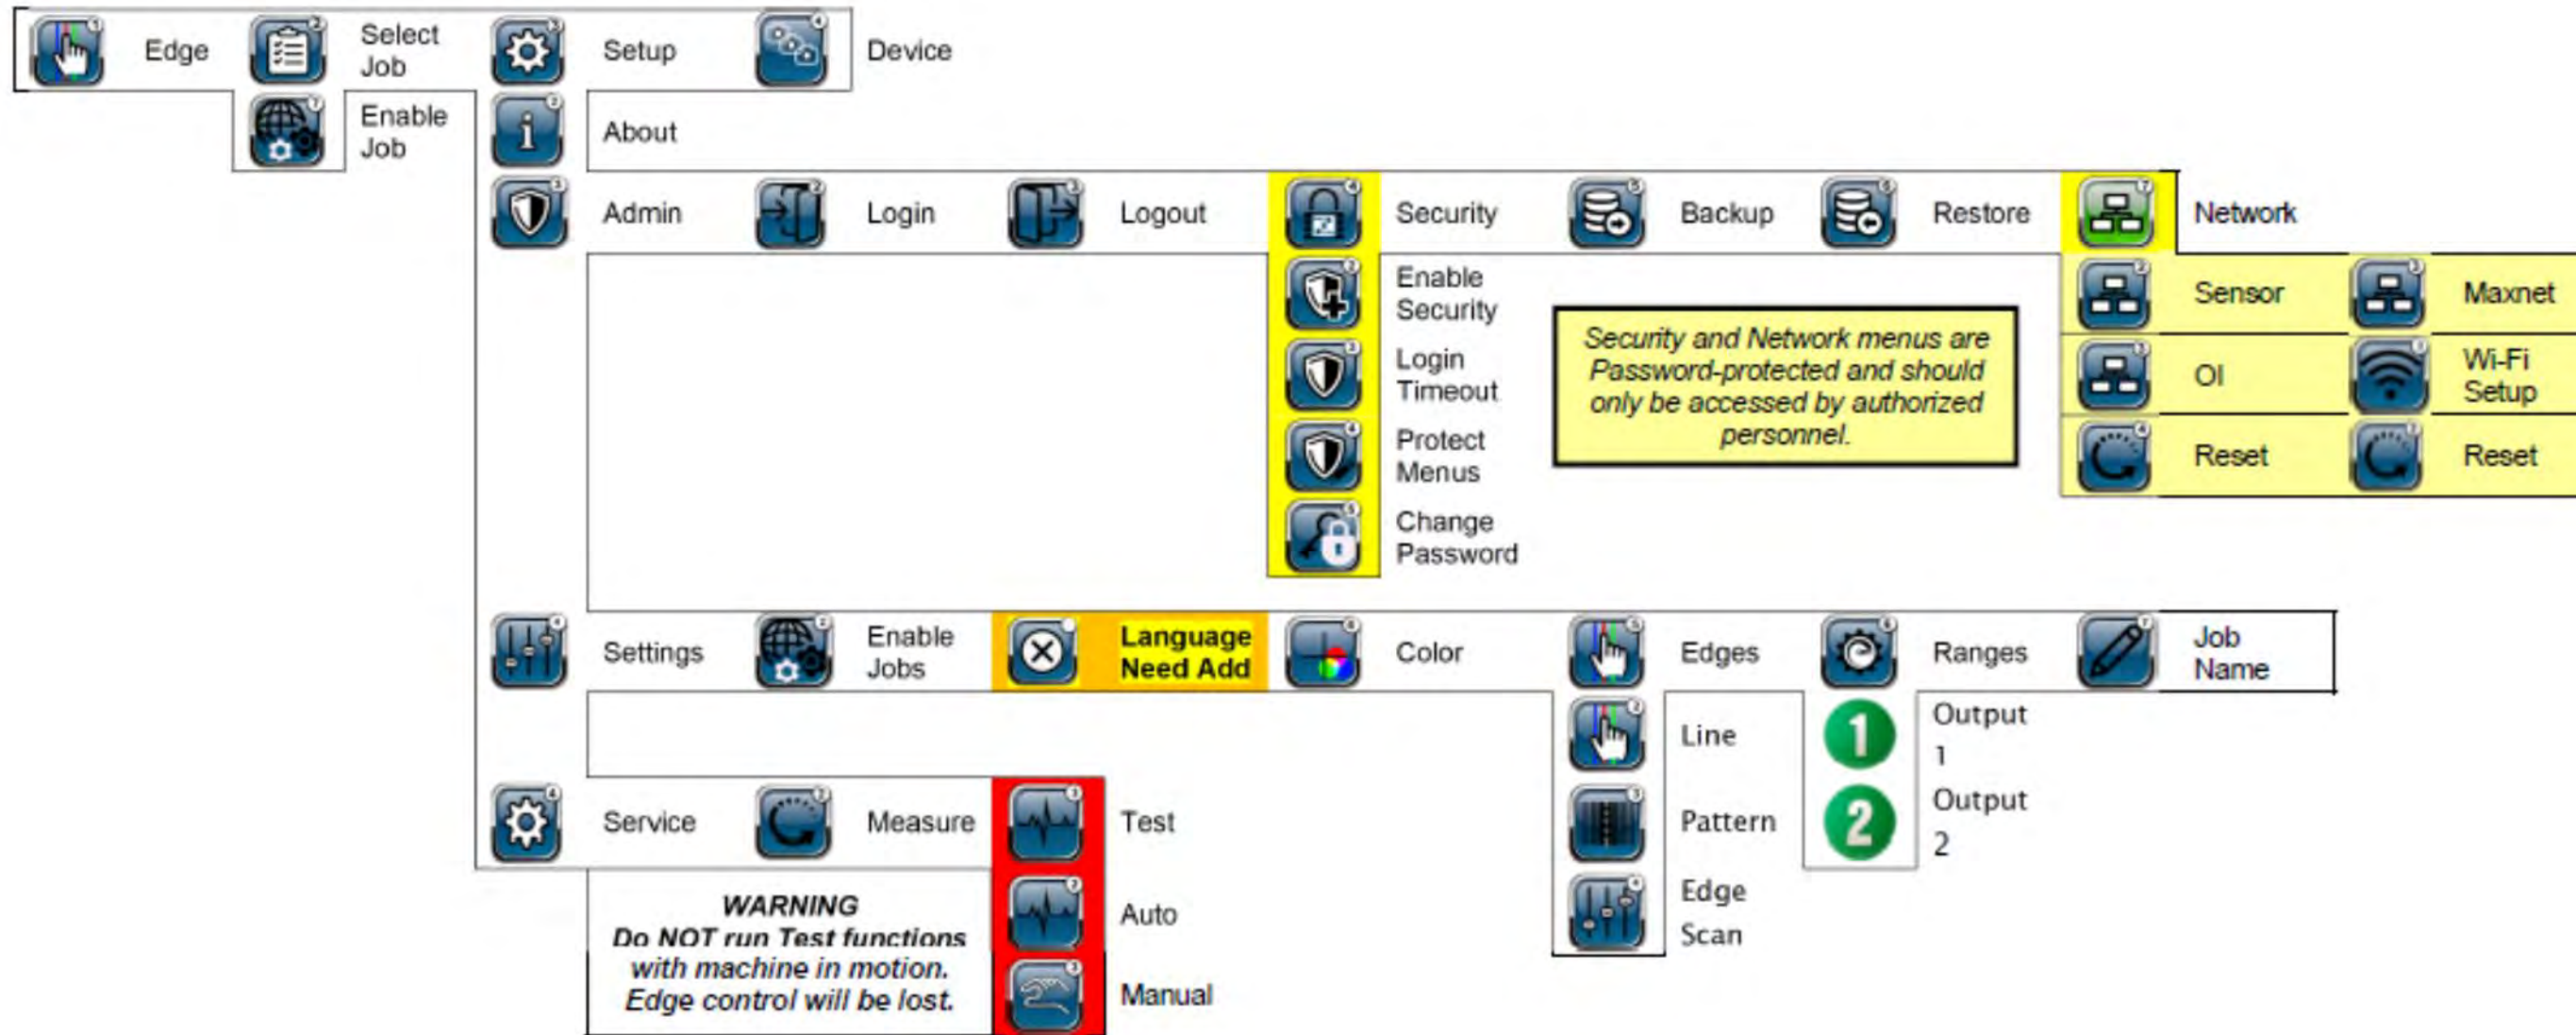 Edge
Select
Job
Setup
Device
Enable
Job
About
Admin
Login
Logout
Security
Backup
Restore
Network
Enable
Security
Sensor
Maxnet
Security and Network menus are
Password-protected and should
only be accessed by authorized
personnel.
Login
Timeout
OI
Wi-Fi
Setup
Protect
Menus
Reset
Reset
Change
Password
Settings
Enable
Jobs
Language
Need Add
Color
Edges
Ranges
Job
Name
Line
Output
1
1
Service
Measure
Test
Pattern
Output
2
2
WARNING
Do NOT run Test functions
with machine in motion.
Edge control will be lost.
Auto
Edge
Scan
Manual